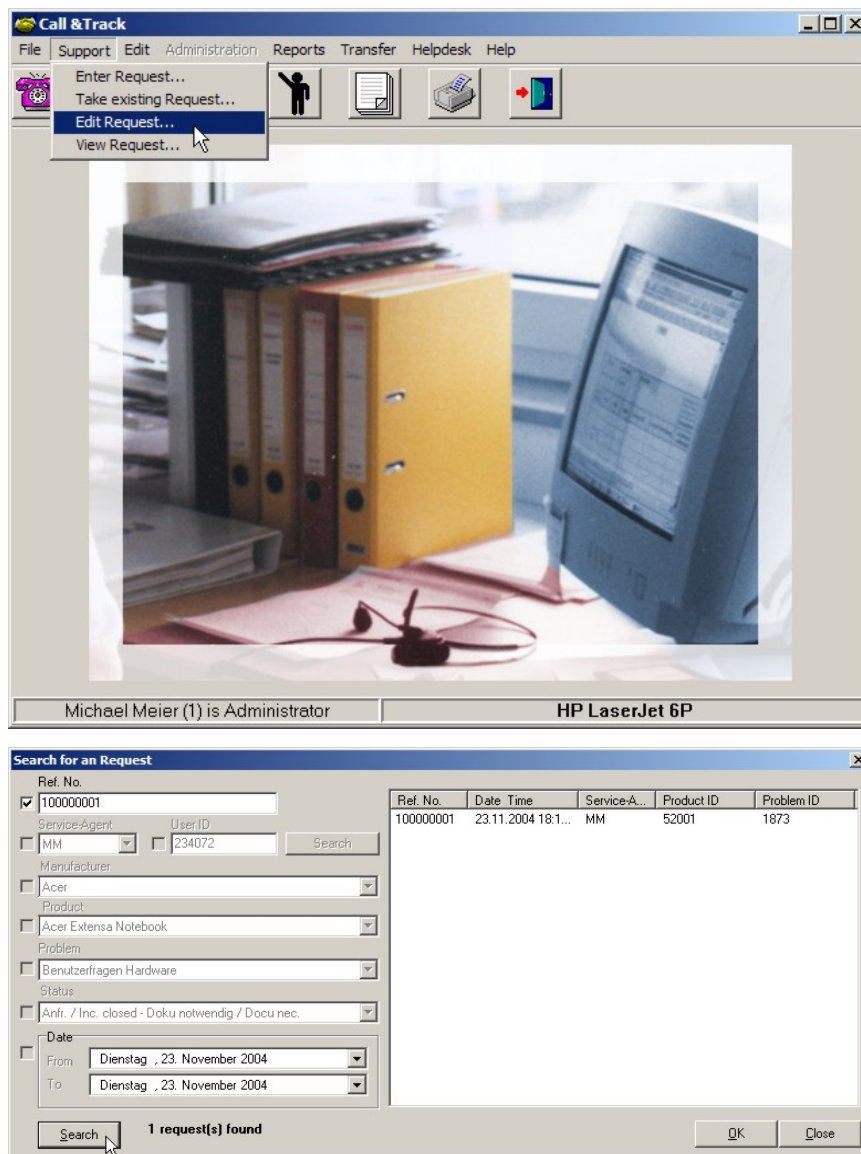 Call &Track
File Support Edit Administration Reports Transfer Helpdesk Help
Enter Request...
Take existing Request...
Edit Request...
View Request...
Michael Meier (1) is Administrator HP LaserJet 6P
Search for an Request
Ref. No.
100000001
Service-Agent User ID
MM 234072 Search
Manufacturer
Acer
Product
Acer Extensa Notebook
Problem
Benutzerfragen Hardware
Status
Anfr. / Inc. closed - Doku notwendig / Docu nec.
Date
From Dienstag , 23. November 2004
To Dienstag , 23. November 2004
Search 1 request(s) found
Ref. No. Date Time Service-A... Product ID Problem ID
100000001 23.11.2004 18:1... MM 52001 1873
OK Close